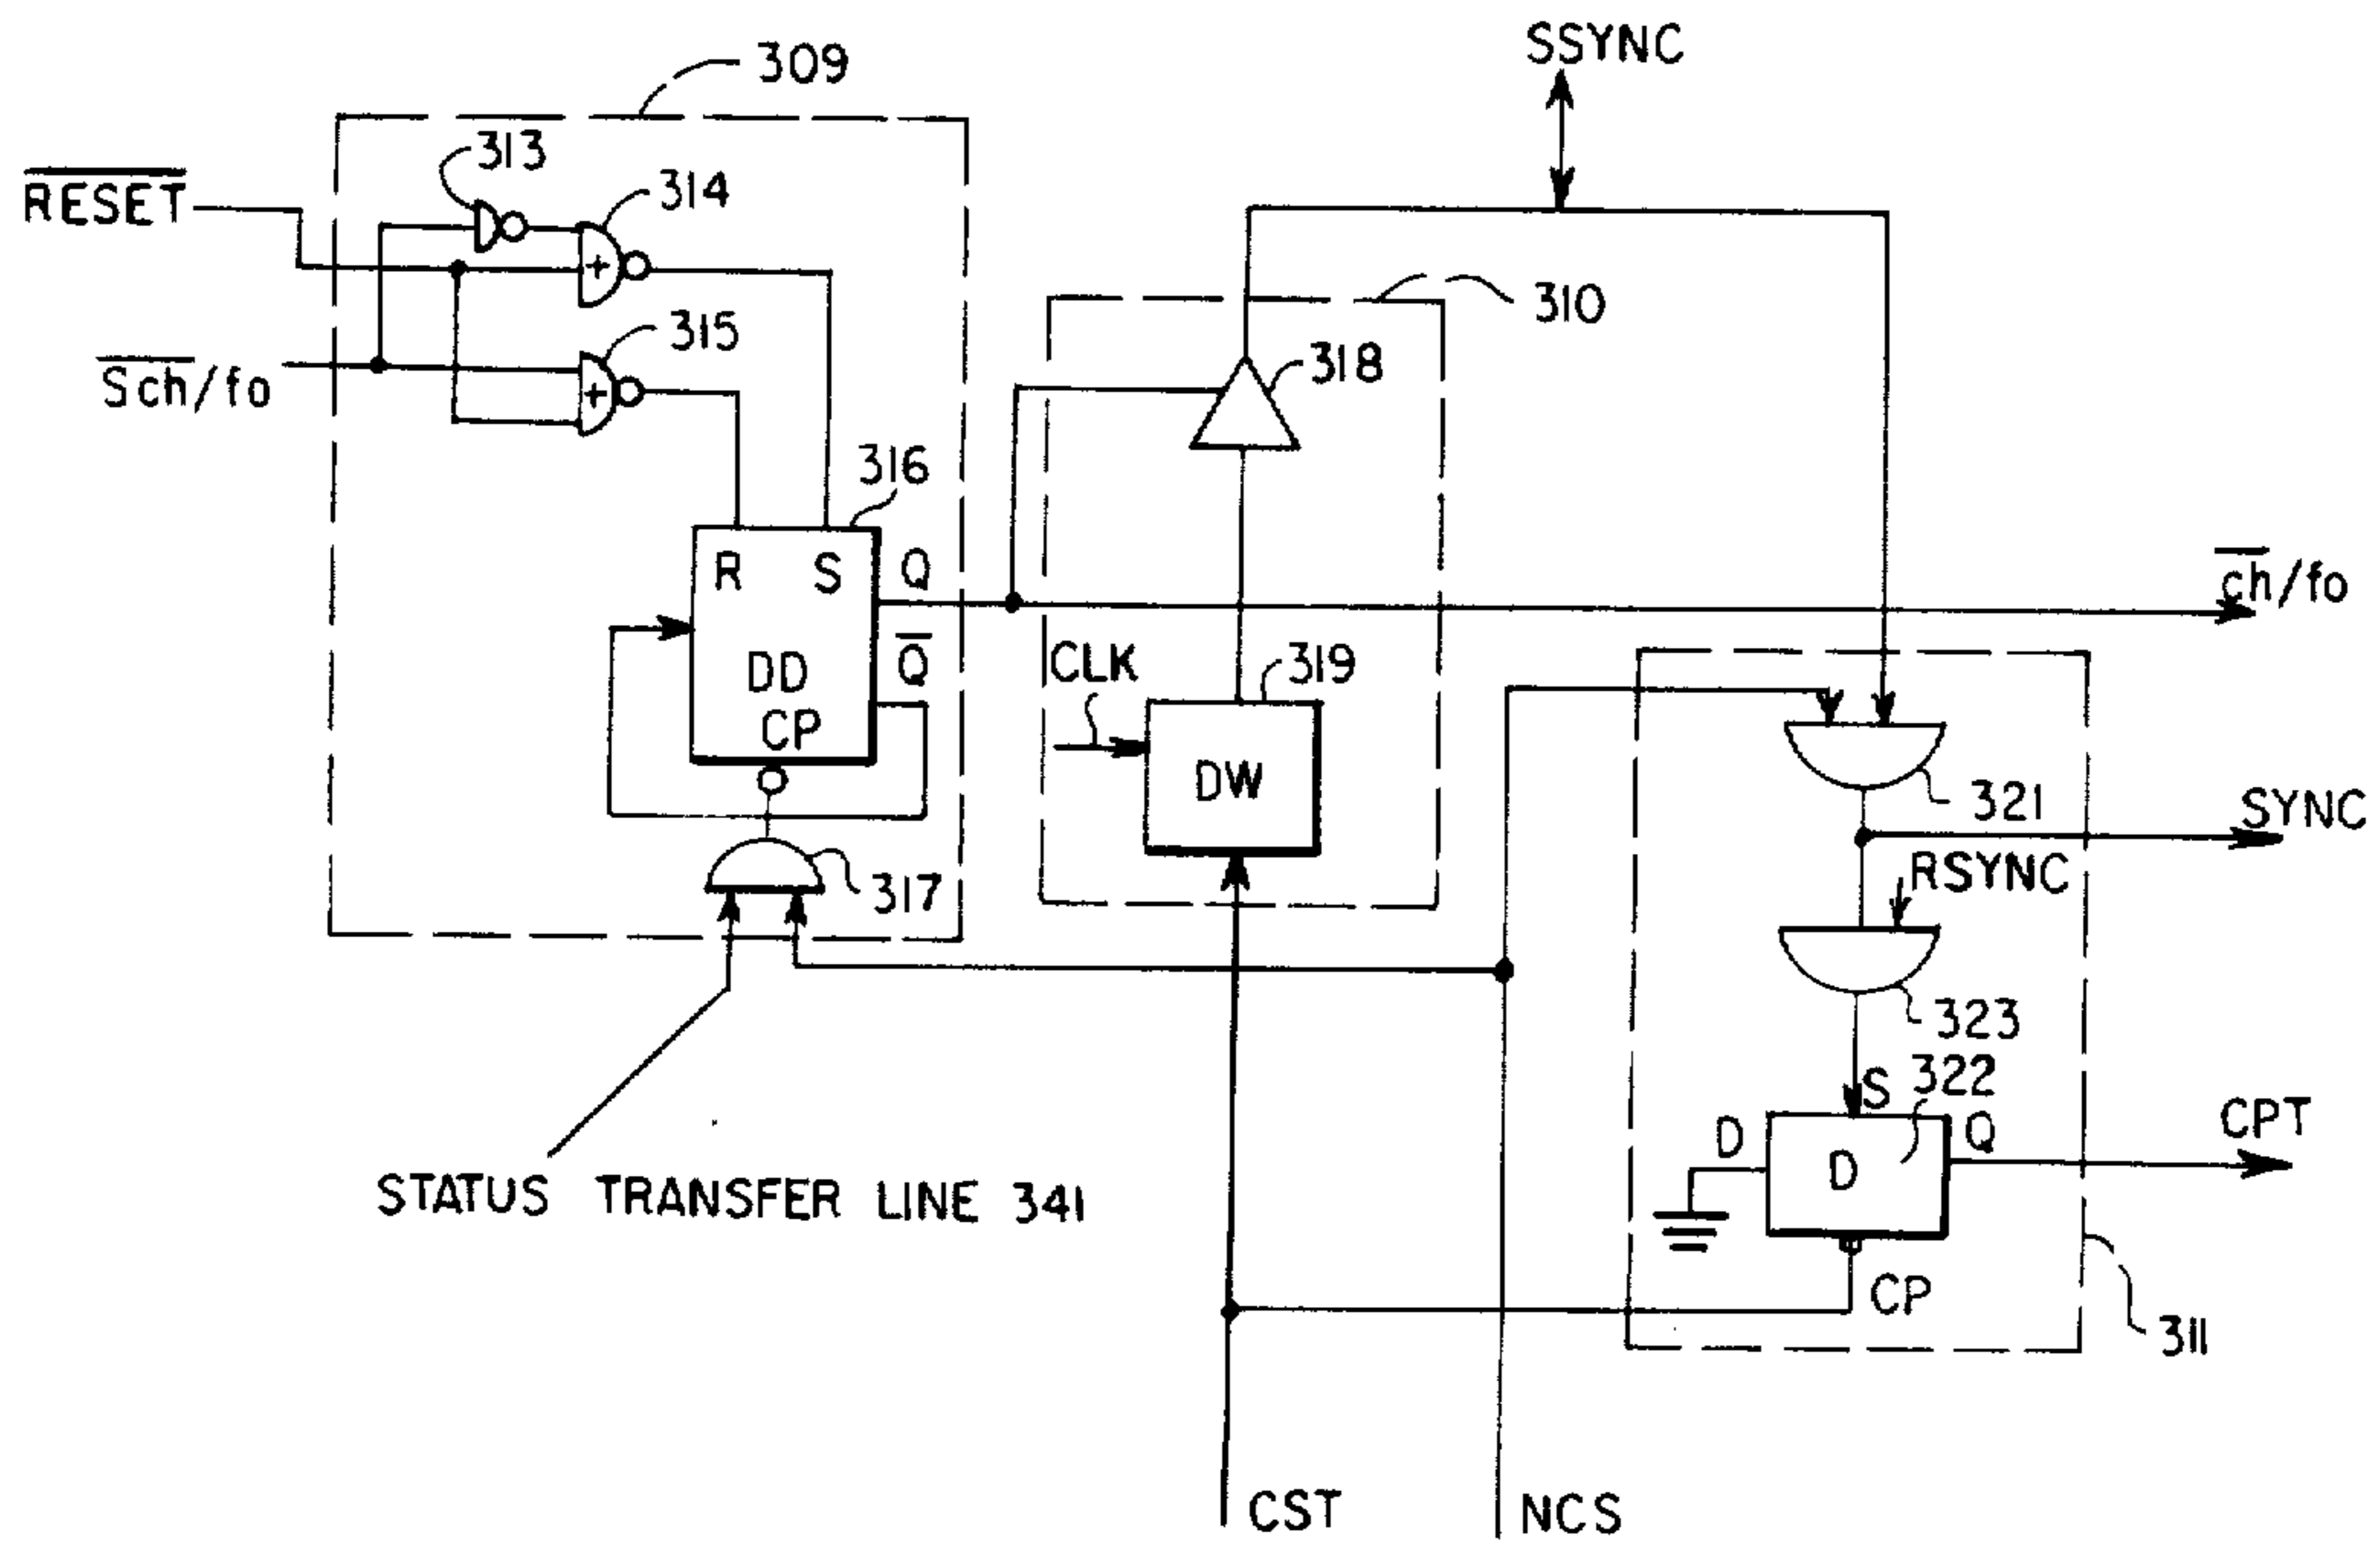 SSYNC
309
313
RESET
314
310
315
318
Sch/fo
316
R S Q
ch/fo
Q
CLK
319
DD
CP
DW
321
SYNC
317
RSYNC
323
S 322
D Q CPT
D
STATUS TRANSFER LINE 341
CP
311
CST NCS
+
+